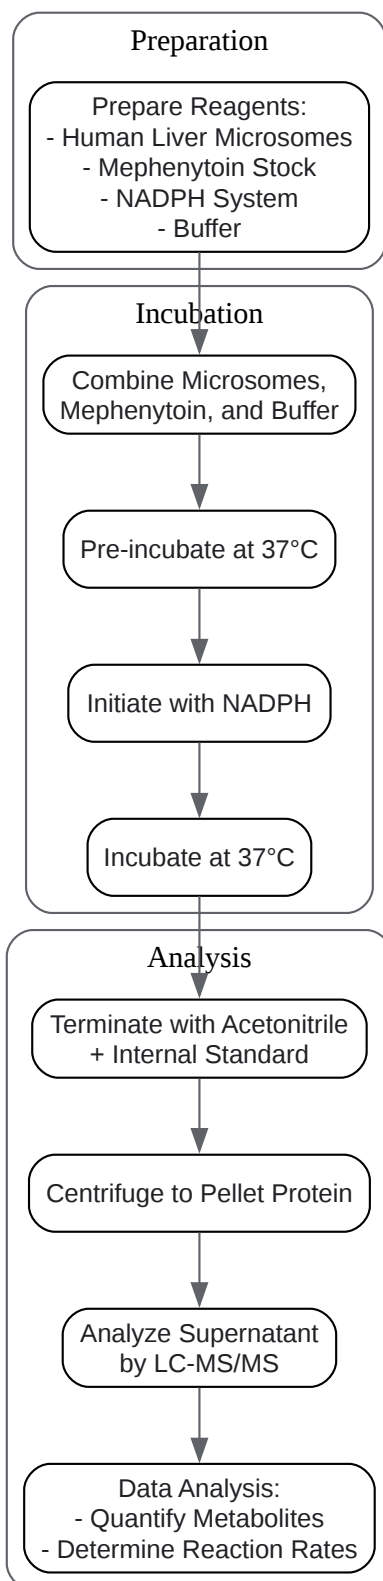 Preparation
Prepare Reagents:
- Human Liver Microsomes
- Mephenytoin Stock
- NADPH System
- Buffer
Incubation
Combine Microsomes,
Mephenytoin, and Buffer
Pre-incubate at 37°C
Initiate with NADPH
Incubate at 37°C
Analysis
Terminate with Acetonitrile
+ Internal Standard
Centrifuge to Pellet Protein
Analyze Supernatant
by LC-MS/MS
Data Analysis:
- Quantify Metabolites
- Determine Reaction Rates